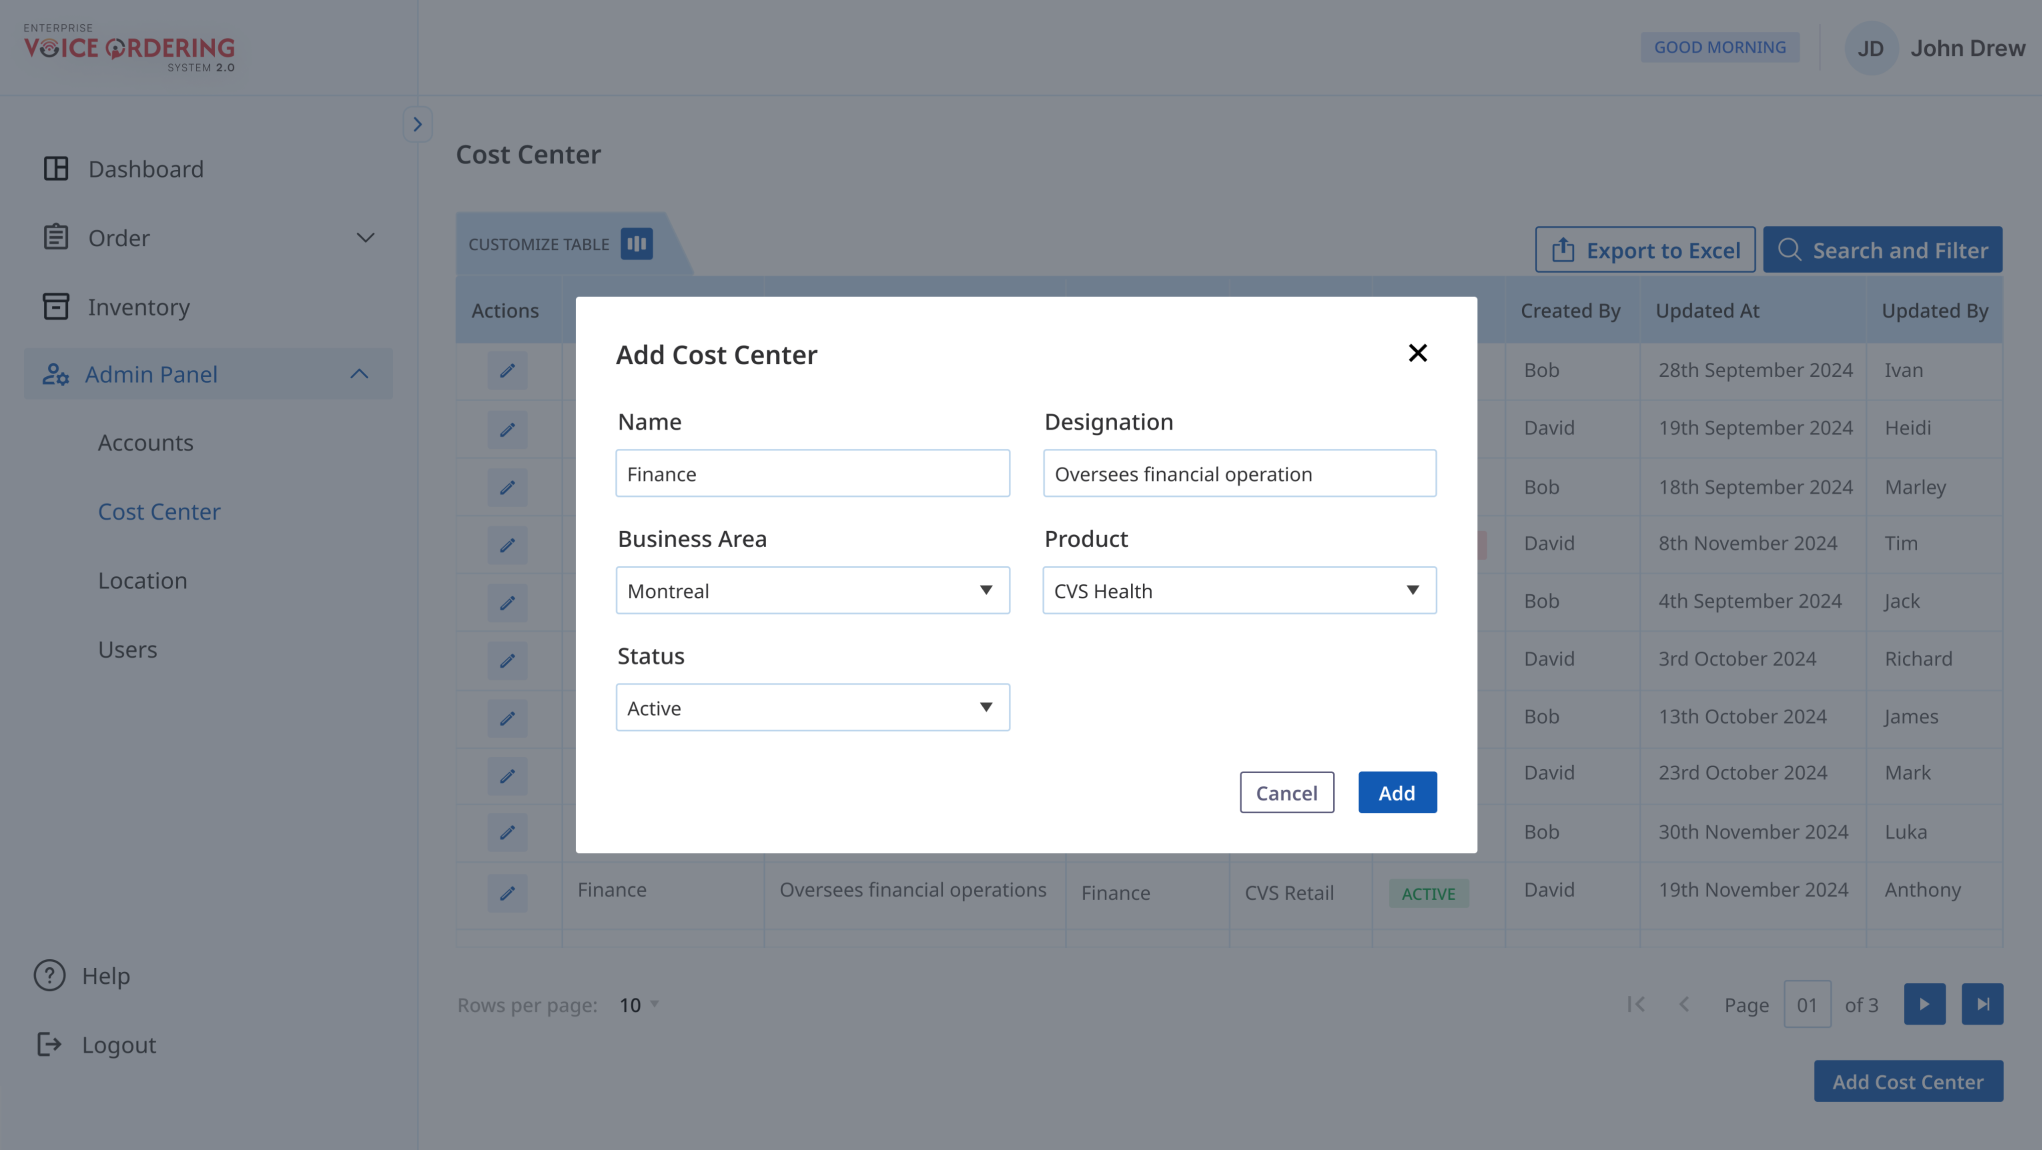 ENTERPRISE
VOICE ORDERING
SYSTEM 2.0
GOOD MORNING
JD
John Drew
Dashboard
Order
Inventory
Admin Panel
Accounts
Cost Center
Location
Users
Help
Logout
Cost Center
CUSTOMIZE TABLE
Export to Excel
Search and Filter
Actions
Created By
Updated At
Updated By
Bob
28th September 2024
Ivan
David
19th September 2024
Heidi
Bob
18th September 2024
Marley
David
8th November 2024
Tim
Bob
4th September 2024
Jack
David
3rd October 2024
Richard
Bob
13th October 2024
James
David
23rd October 2024
Mark
Bob
30th November 2024
Luka
Finance
Oversees financial operations
Finance
CVS Retail
ACTIVE
David
19th November 2024
Anthony
Add Cost Center
Name
Designation
Finance
Oversees financial operation
Business Area
Product
Montreal
CVS Health
Status
Active
Cancel
Add
Rows per page:
10
Page
01
of 3
Add Cost Center